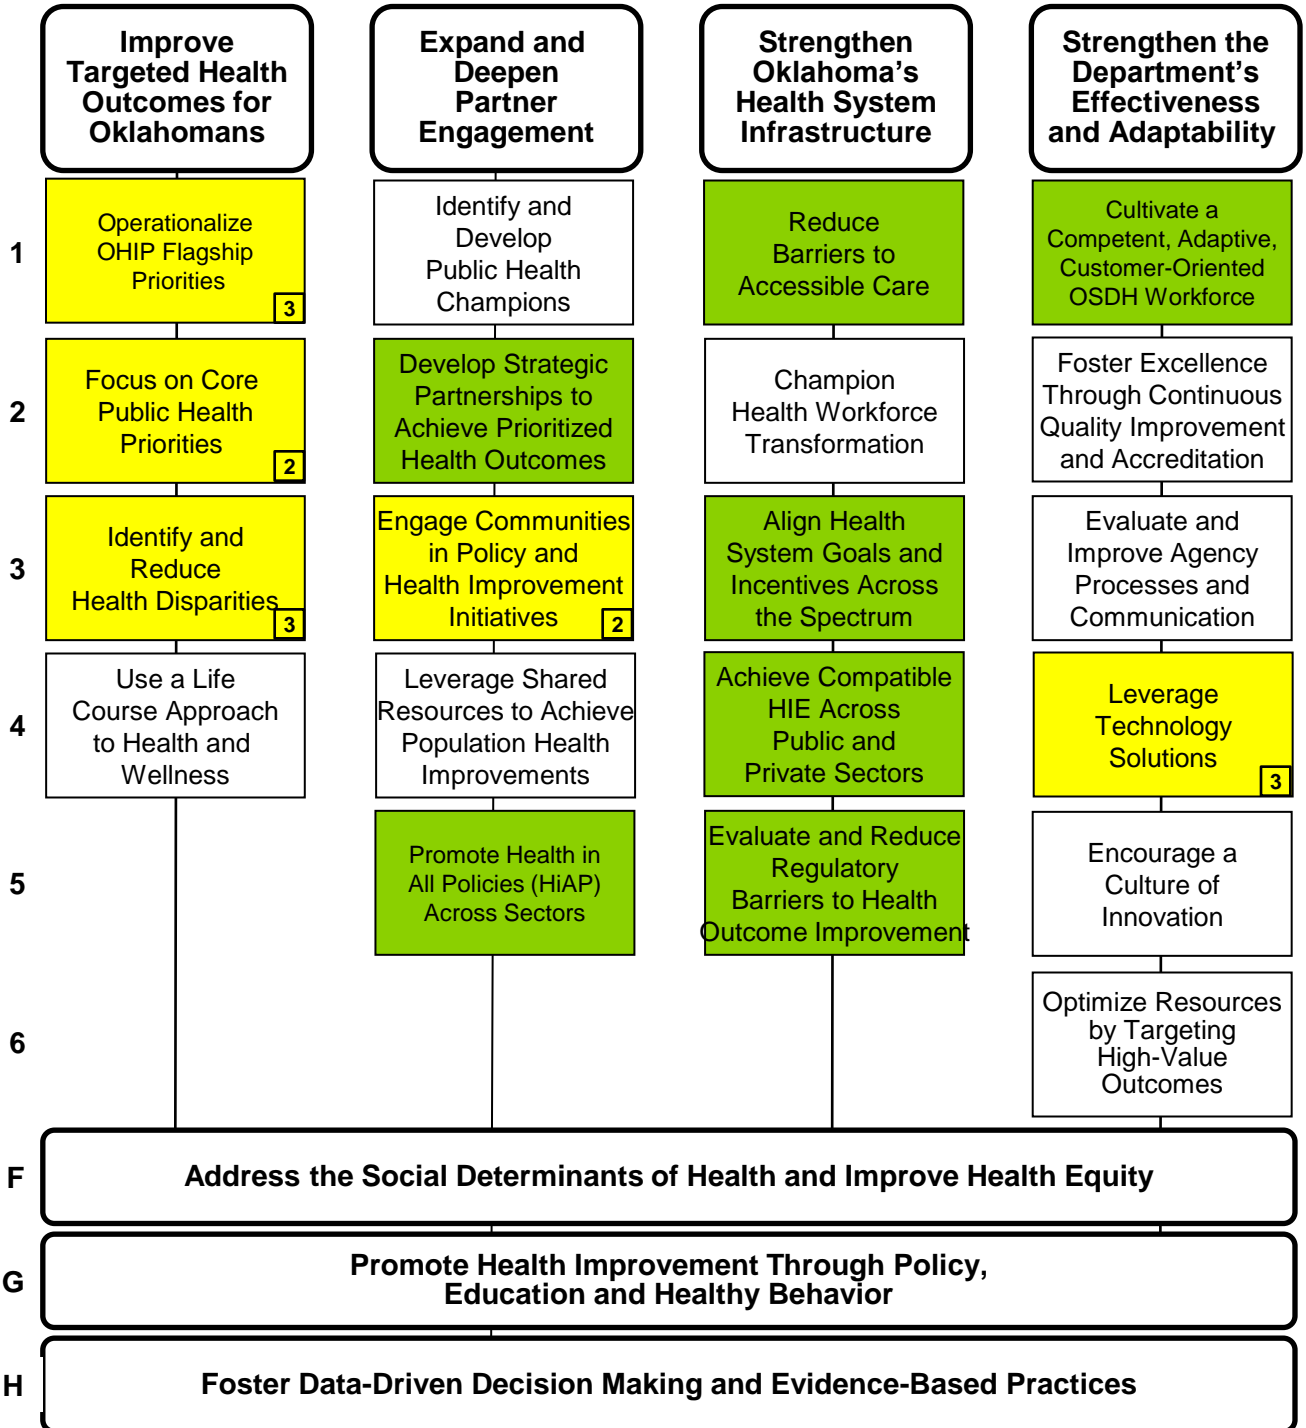 Improve
Targeted Health
Outcomes for
Oklahomans
Expand and
Deepen
Partner
Engagement
Strengthen
Oklahoma's
Health System
Infrastructure
Strengthen the
Department's
Effectiveness
and Adaptability
1
Operationalize
OHIP Flagship
Priorities
3
Identify and
Develop
Public Health
Champions
Reduce
Barriers to
Accessible Care
Cultivate a
Competent, Adaptive,
Customer-Oriented
OSDH Workforce
2
Focus on Core
Public Health
Priorities
2
Develop Strategic
Partnerships to
Achieve Prioritized
Health Outcomes
Champion
Health Workforce
Transformation
Foster Excellence
Through Continuous
Quality Improvement
and Accreditation
3
Identify and
Reduce
Health Disparities
3
Engage Communities
in Policy and
Health Improvement
Initiatives
2
Align Health
System Goals and
Incentives Across
the Spectrum
Evaluate and
Improve Agency
Processes and
Communication
4
Use a Life
Course Approach
to Health and
Wellness
Leverage Shared
Resources to Achieve
Population Health
Improvements
Achieve Compatible
HIE Across
Public and
Private Sectors
Leverage
Technology
Solutions
3
5
Promote Health in
All Policies (HiAP)
Across Sectors
Evaluate and Reduce
Regulatory
Barriers to Health
Outcome Improvement
Encourage a
Culture of
Innovation
6
Optimize Resources
by Targeting
High-Value
Outcomes
F
Address the Social Determinants of Health and Improve Health Equity
G
Promote Health Improvement Through Policy,
Education and Healthy Behavior
H
Foster Data-Driven Decision Making and Evidence-Based Practices